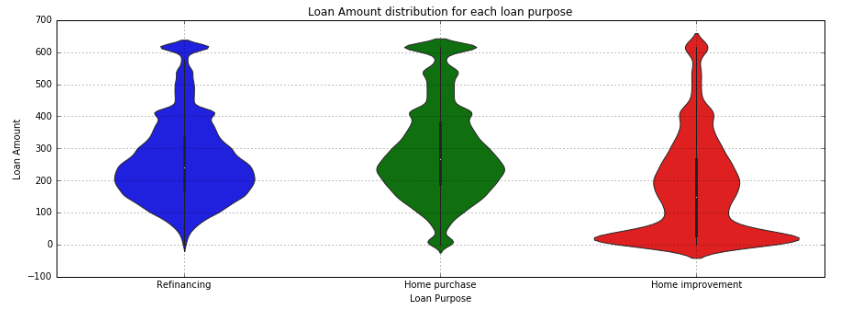 Loan Amount distribution for each loan purpose
700
600
500
400
300
200
100
0
−100
Loan Amount
Refinancing
Home purchase
Home improvement
Loan Purpose